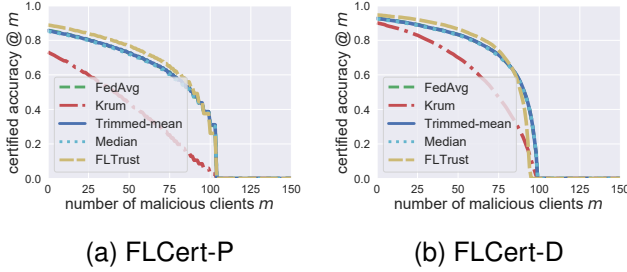 certified accuracy @ m
1.0
0.8
0.6
0.4
0.2
0.0
FedAvg
Krum
Trimmed-mean
Median
FLTrust
0 25 50 75 100 125 150
number of malicious clients m
(a) FLCert-P
certified accuracy @ m
1.0
0.8
0.6
0.4
0.2
0.0
FedAvg
Krum
Trimmed-mean
Median
FLTrust
0 25 50 75 100 125 150
number of malicious clients m
(b) FLCert-D